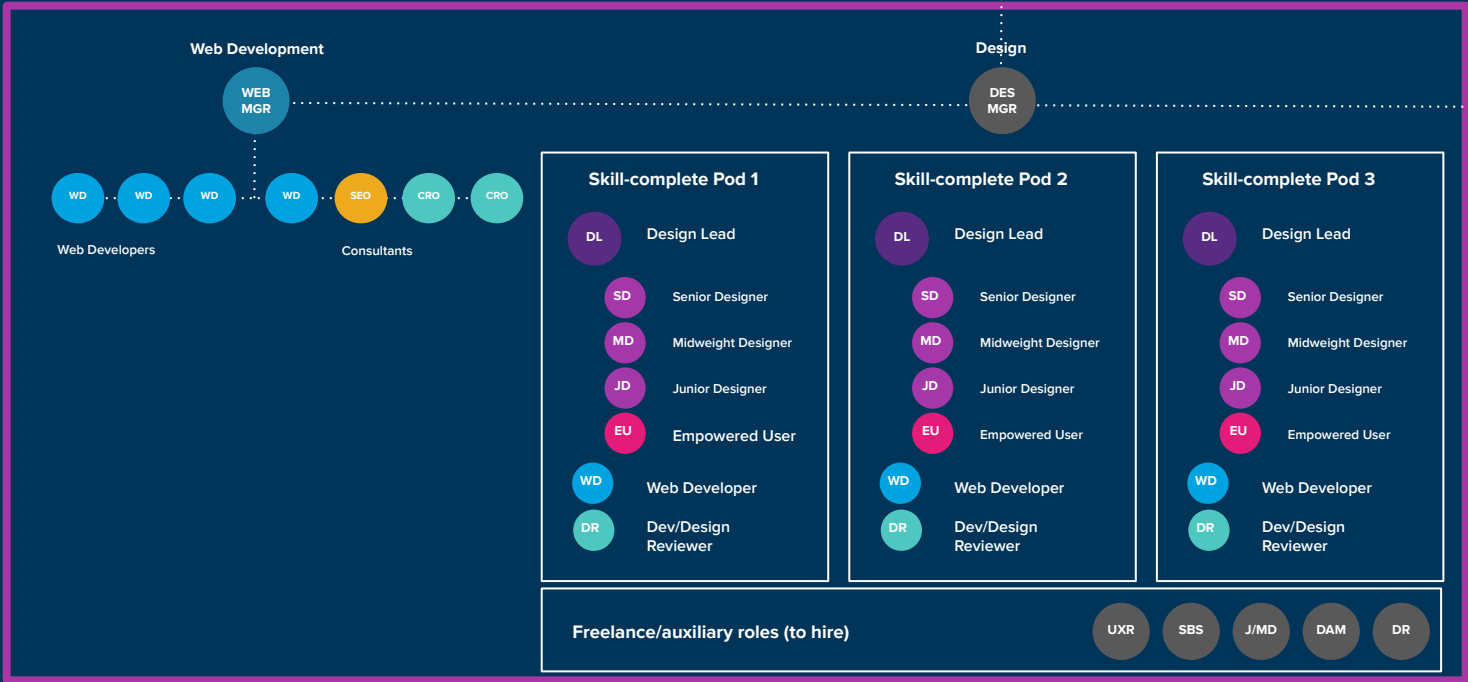 Web Development
WEB
MGR
WD
WD
WD
WD
SEO
CRO
CRO
Web Developers
Consultants
Design
DES
MGR
Skill-complete Pod 1
DL
Design Lead
SD
Senior Designer
MD
Midweight Designer
JD
Junior Designer
EU
Empowered User
WD
Web Developer
DR
Dev/Design
Reviewer
Skill-complete Pod 2
DL
Design Lead
SD
Senior Designer
MD
Midweight Designer
JD
Junior Designer
EU
Empowered User
WD
Web Developer
DR
Dev/Design
Reviewer
Skill-complete Pod 3
DL
Design Lead
SD
Senior Designer
MD
Midweight Designer
JD
Junior Designer
EU
Empowered User
WD
Web Developer
DR
Dev/Design
Reviewer
Freelance/auxiliary roles (to hire)
UXR
SBS
J/MD
DAM
DR